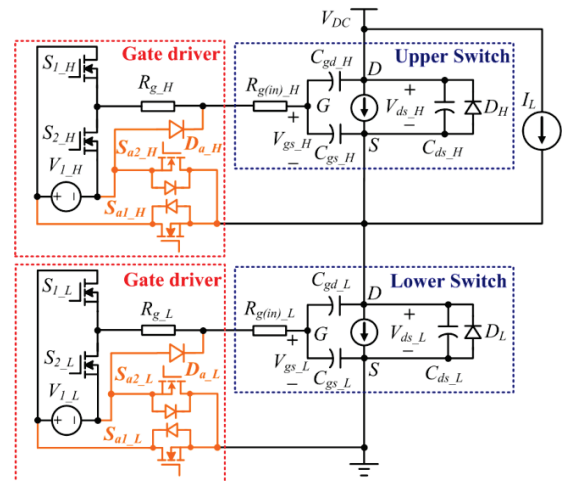 V_DC
Gate driver
S_1_H
R_g_H
S_2_H
V_1_H
+ -
S_a2_H
D_a_H
S_a1_H
Upper Switch
R_g(in)_H
C_gd_H
D
G
+
V_gs_H
-
C_gs_H
S
+
V_ds_H
-
D_H
C_ds_H
I_L
Gate driver
S_1_L
R_g_L
S_2_L
V_1_L
+ -
S_a2_L
D_a_L
S_a1_L
Lower Switch
R_g(in)_L
C_gd_L
D
G
+
V_gs_L
-
C_gs_L
S
+
V_ds_L
-
D_L
C_ds_L